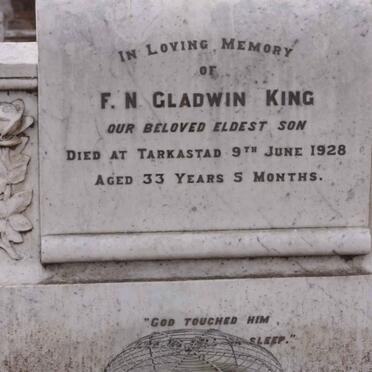 IN LOVING MEMORY
OF
F. N. GLADWIN KING
OUR BELOVED ELDEST SON
DIED AT TARKASTAD 9TH JUNE 1928
AGED 33 YEARS 5 MONTHS.
"GOD TOUCHED HIM,
SLEEP."